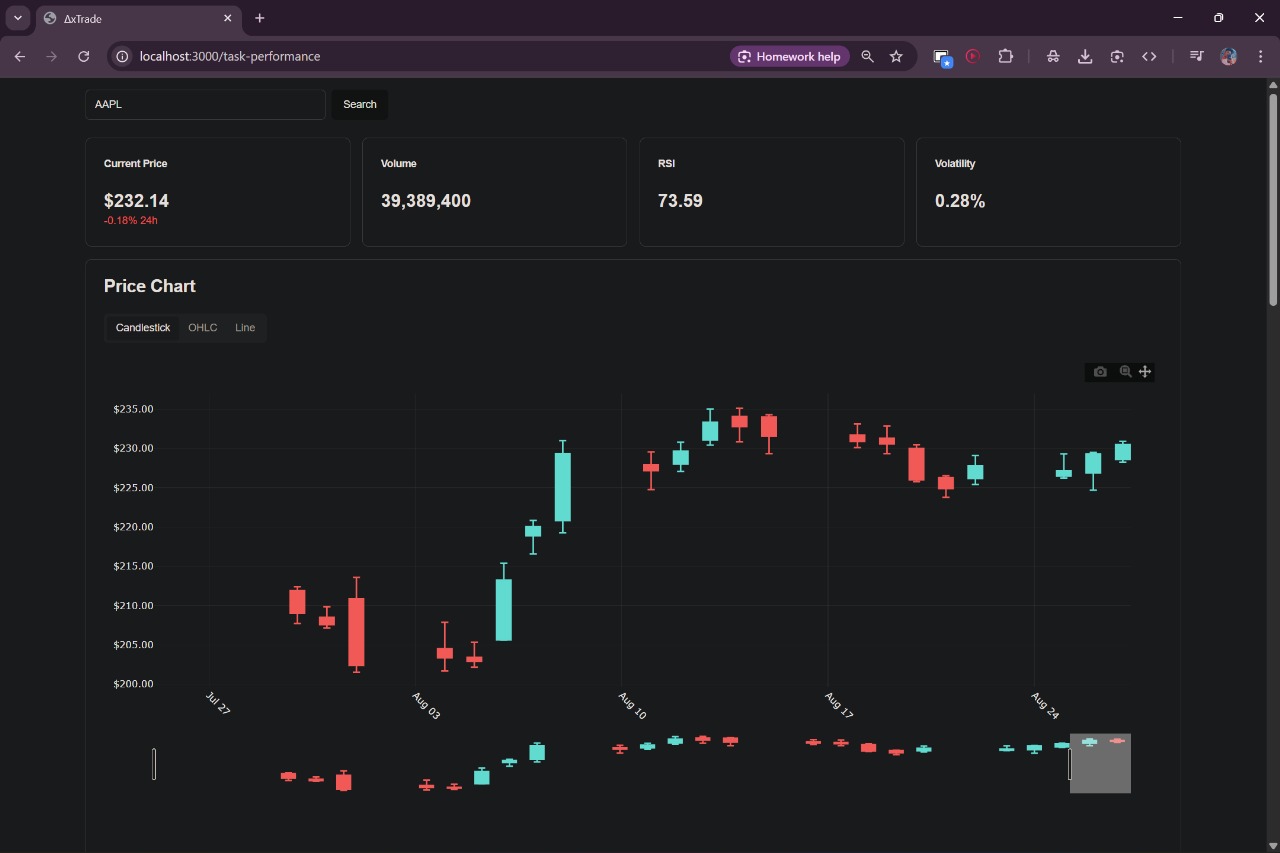 ΔxTrade
localhost:3000/task-performance
Homework help
AAPL
Search
Current Price
$232.14
-0.18% 24h
Volume
39,389,400
RSI
73.59
Volatility
0.28%
Price Chart
Candlestick OHLC Line
$235.00
$230.00
$225.00
$220.00
$215.00
$210.00
$205.00
$200.00
Jul 27
Aug 03
Aug 10
Aug 17
Aug 24